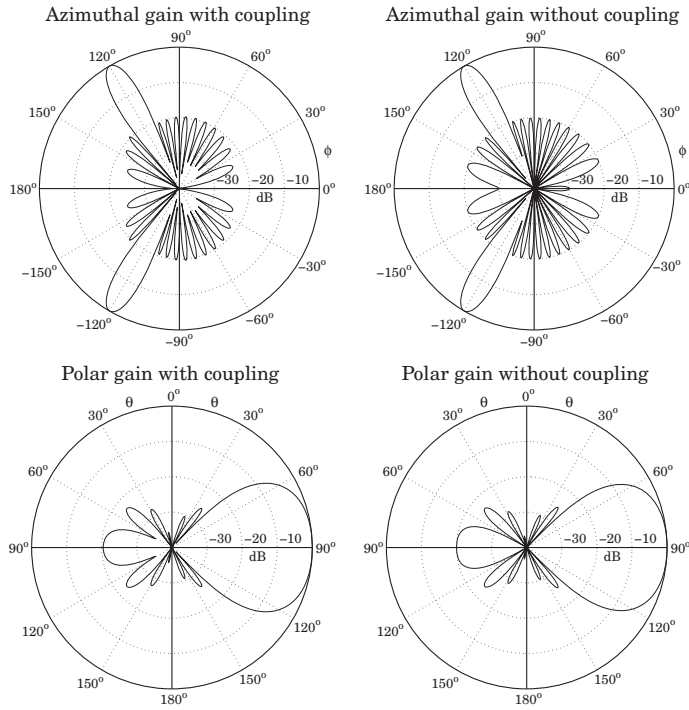 Azimuthal gain with coupling
90°
120° 60°
150° 30°
ϕ
180° −30 −20 −10 0°
dB
−150° −30°
−120° −60°
−90°
Azimuthal gain without coupling
90°
120° 60°
150° 30°
ϕ
180° −30 −20 −10 0°
dB
−150° −30°
−120° −60°
−90°
Polar gain with coupling
0°
θ θ
30° 30°
60° 60°
90° −30 −20 −10 90°
dB
120° 120°
150° 150°
180°
Polar gain without coupling
0°
θ θ
30° 30°
60° 60°
90° −30 −20 −10 90°
dB
120° 120°
150° 150°
180°